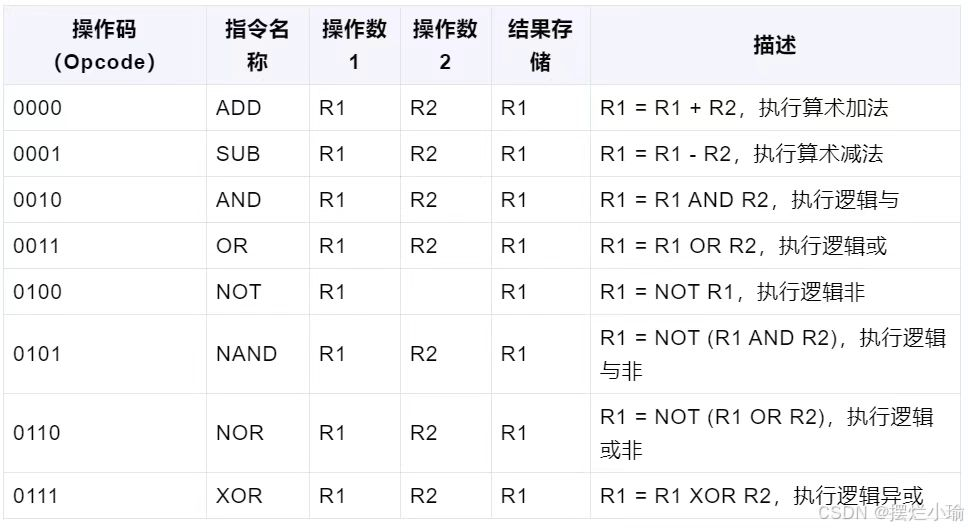 操作码（Opcode） 指令名称 操作数1 操作数2 结果存储 描述
0000 ADD R1 R2 R1 R1 = R1 + R2，执行算术加法
0001 SUB R1 R2 R1 R1 = R1 - R2，执行算术减法
0010 AND R1 R2 R1 R1 = R1 AND R2，执行逻辑与
0011 OR R1 R2 R1 R1 = R1 OR R2，执行逻辑或
0100 NOT R1 R1 R1 = NOT R1，执行逻辑非
0101 NAND R1 R2 R1 R1 = NOT (R1 AND R2)，执行逻辑
与非
0110 NOR R1 R2 R1 R1 = NOT (R1 OR R2)，执行逻辑
或非
0111 XOR R1 R2 R1 R1 = R1 XOR R2，执行逻辑异或
CSDN @摆烂小瑜